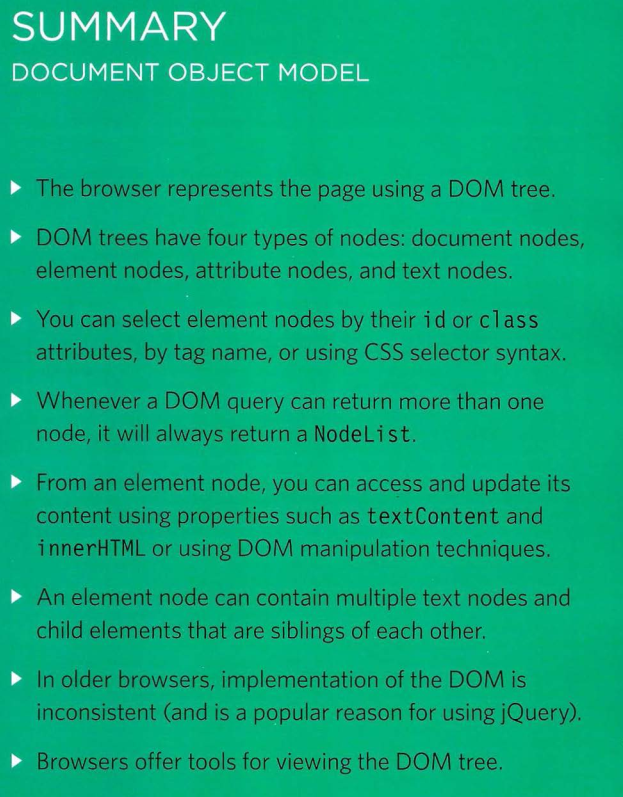 SUMMARY
DOCUMENT OBJECT MODEL
The browser represents the page using a DOM tree.
DOM trees have four types of nodes: document nodes,
element nodes, attribute nodes, and text nodes.
You can select element nodes by their id or class
attributes, by tag name, or using CSS selector syntax.
Whenever a DOM query can return more than one
node, it will always return a NodeList.
From an element node, you can access and update its
content using properties such as textContent and
innerHTML or using DOM manipulation techniques.
An element node can contain multiple text nodes and
child elements that are siblings of each other.
In older browsers, implementation of the DOM is
inconsistent (and is a popular reason for using jQuery).
Browsers offer tools for viewing the DOM tree.